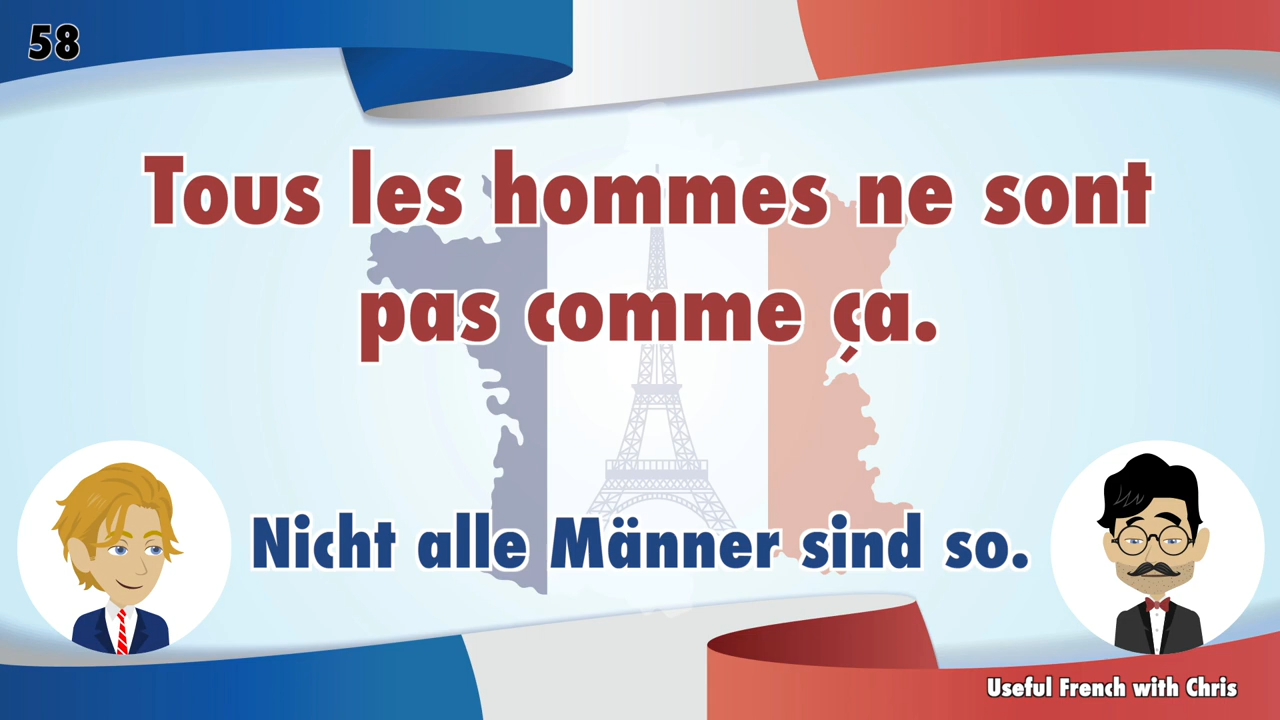 58
Tous les hommes ne sont
pas comme ça.
Nicht alle Männer sind so.
Useful French with Chris